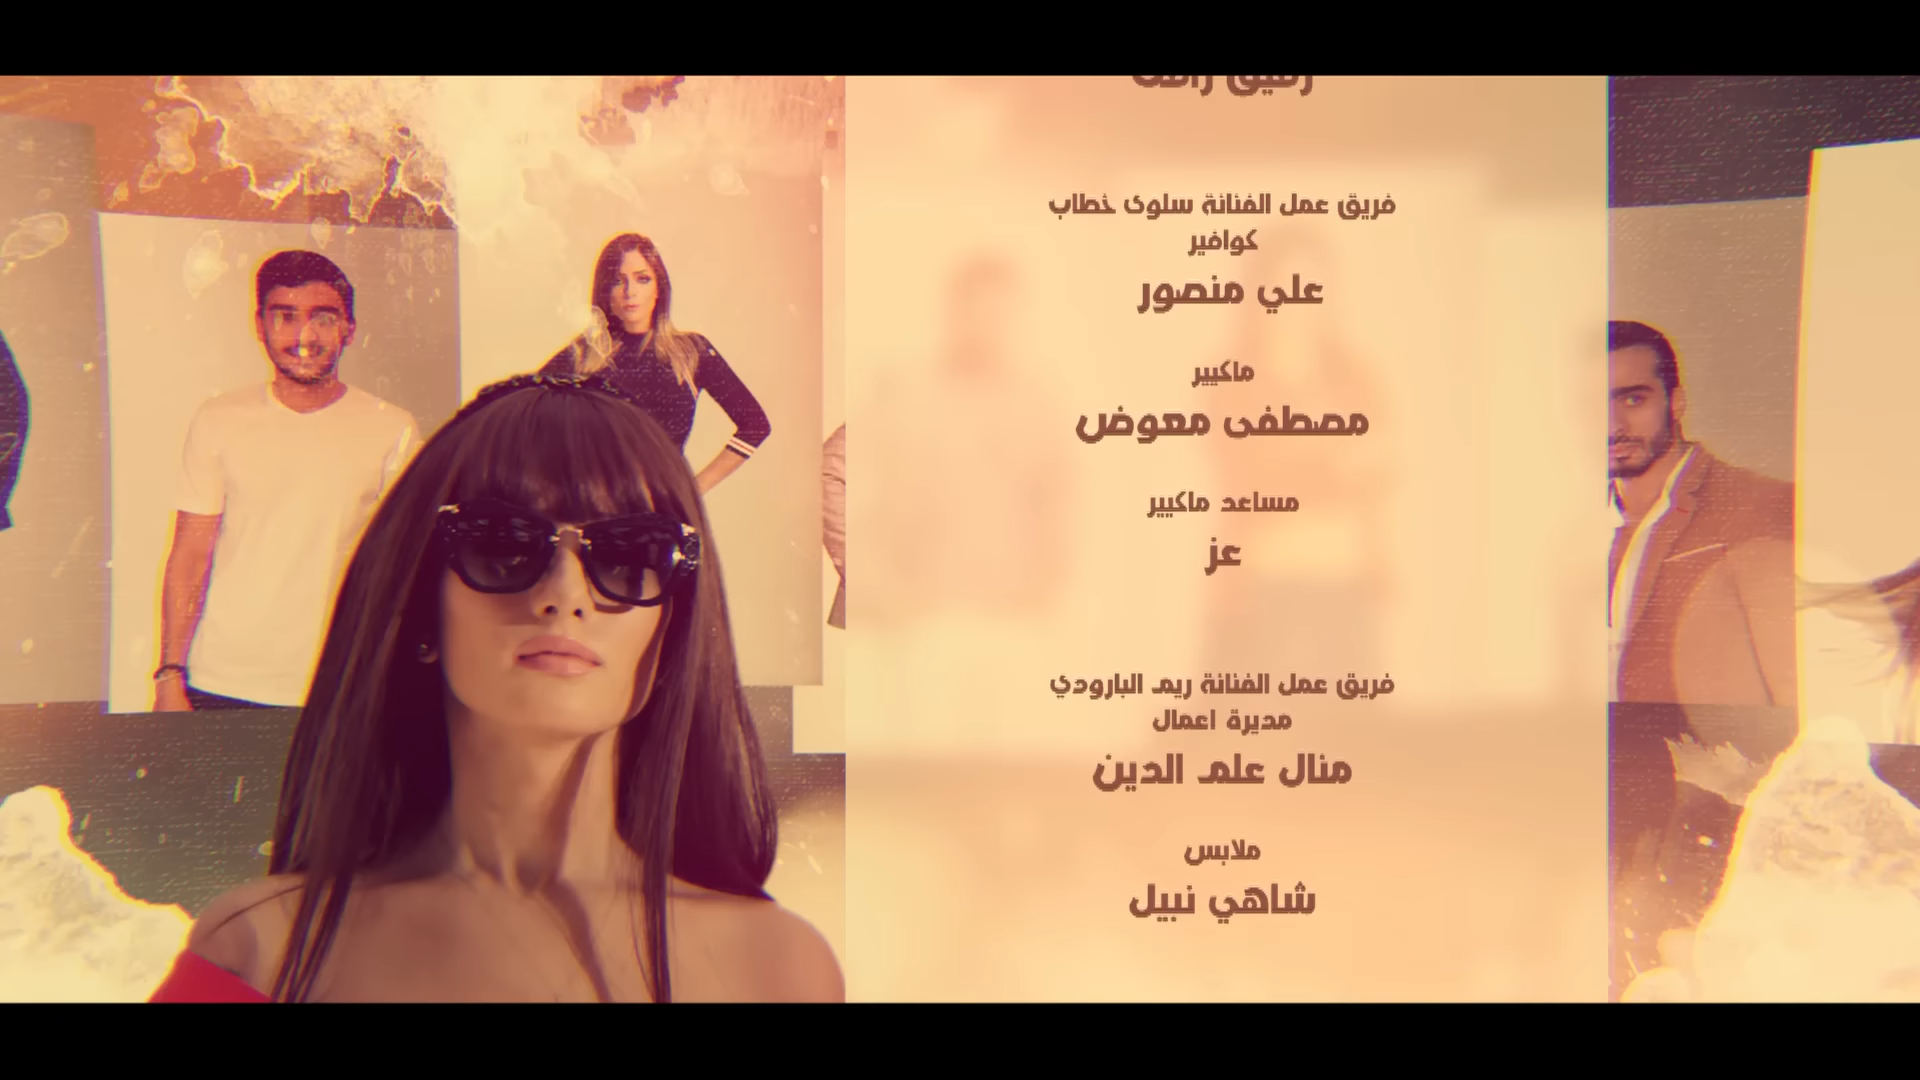 فريق عمل الفنانة سلوى خطاب
كوافير
علي منصور
ماكيير
مصطفى معوض
مساعد ماكيير
عز
فريق عمل الفنانة ريم البارودي
مديرة اعمال
منال علم الدين
ملابس
شاهي نبيل